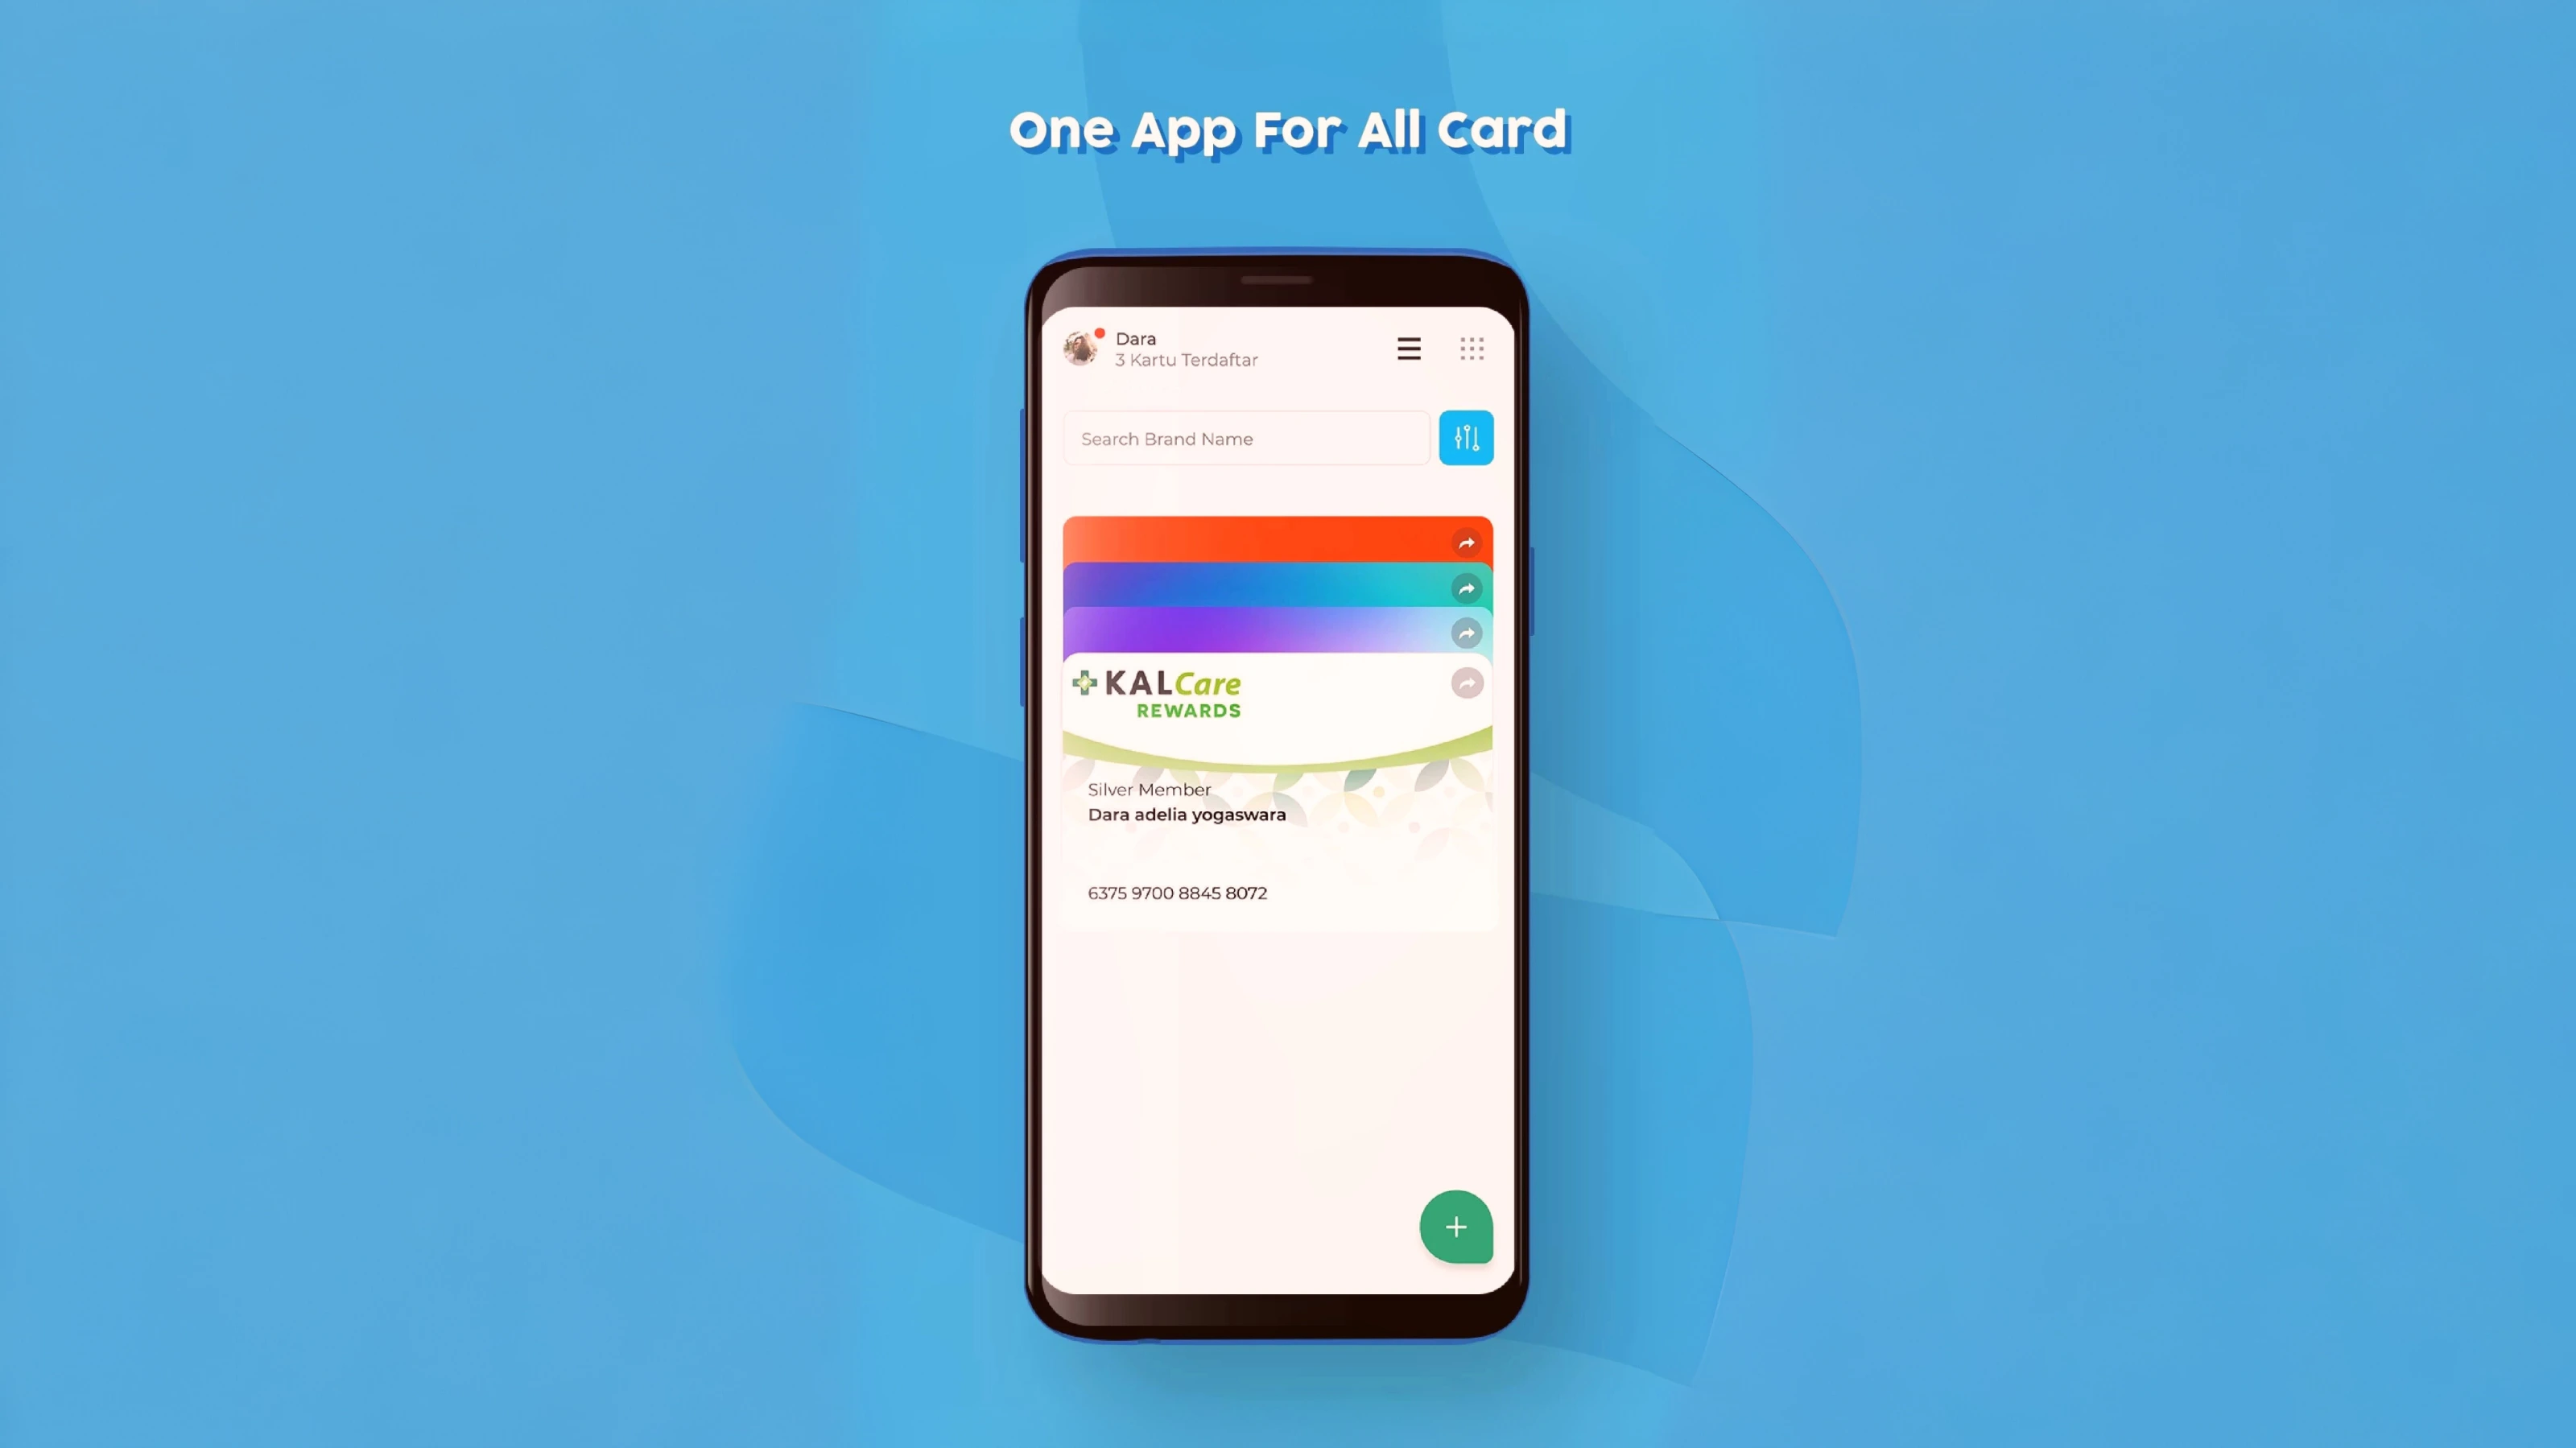 One App For All Card
Dara
3 Kartu Terdaftar
Search Brand Name
KALCare
REWARDS
Silver Member
Dara adelia yogaswara
6375 9700 8845 8072